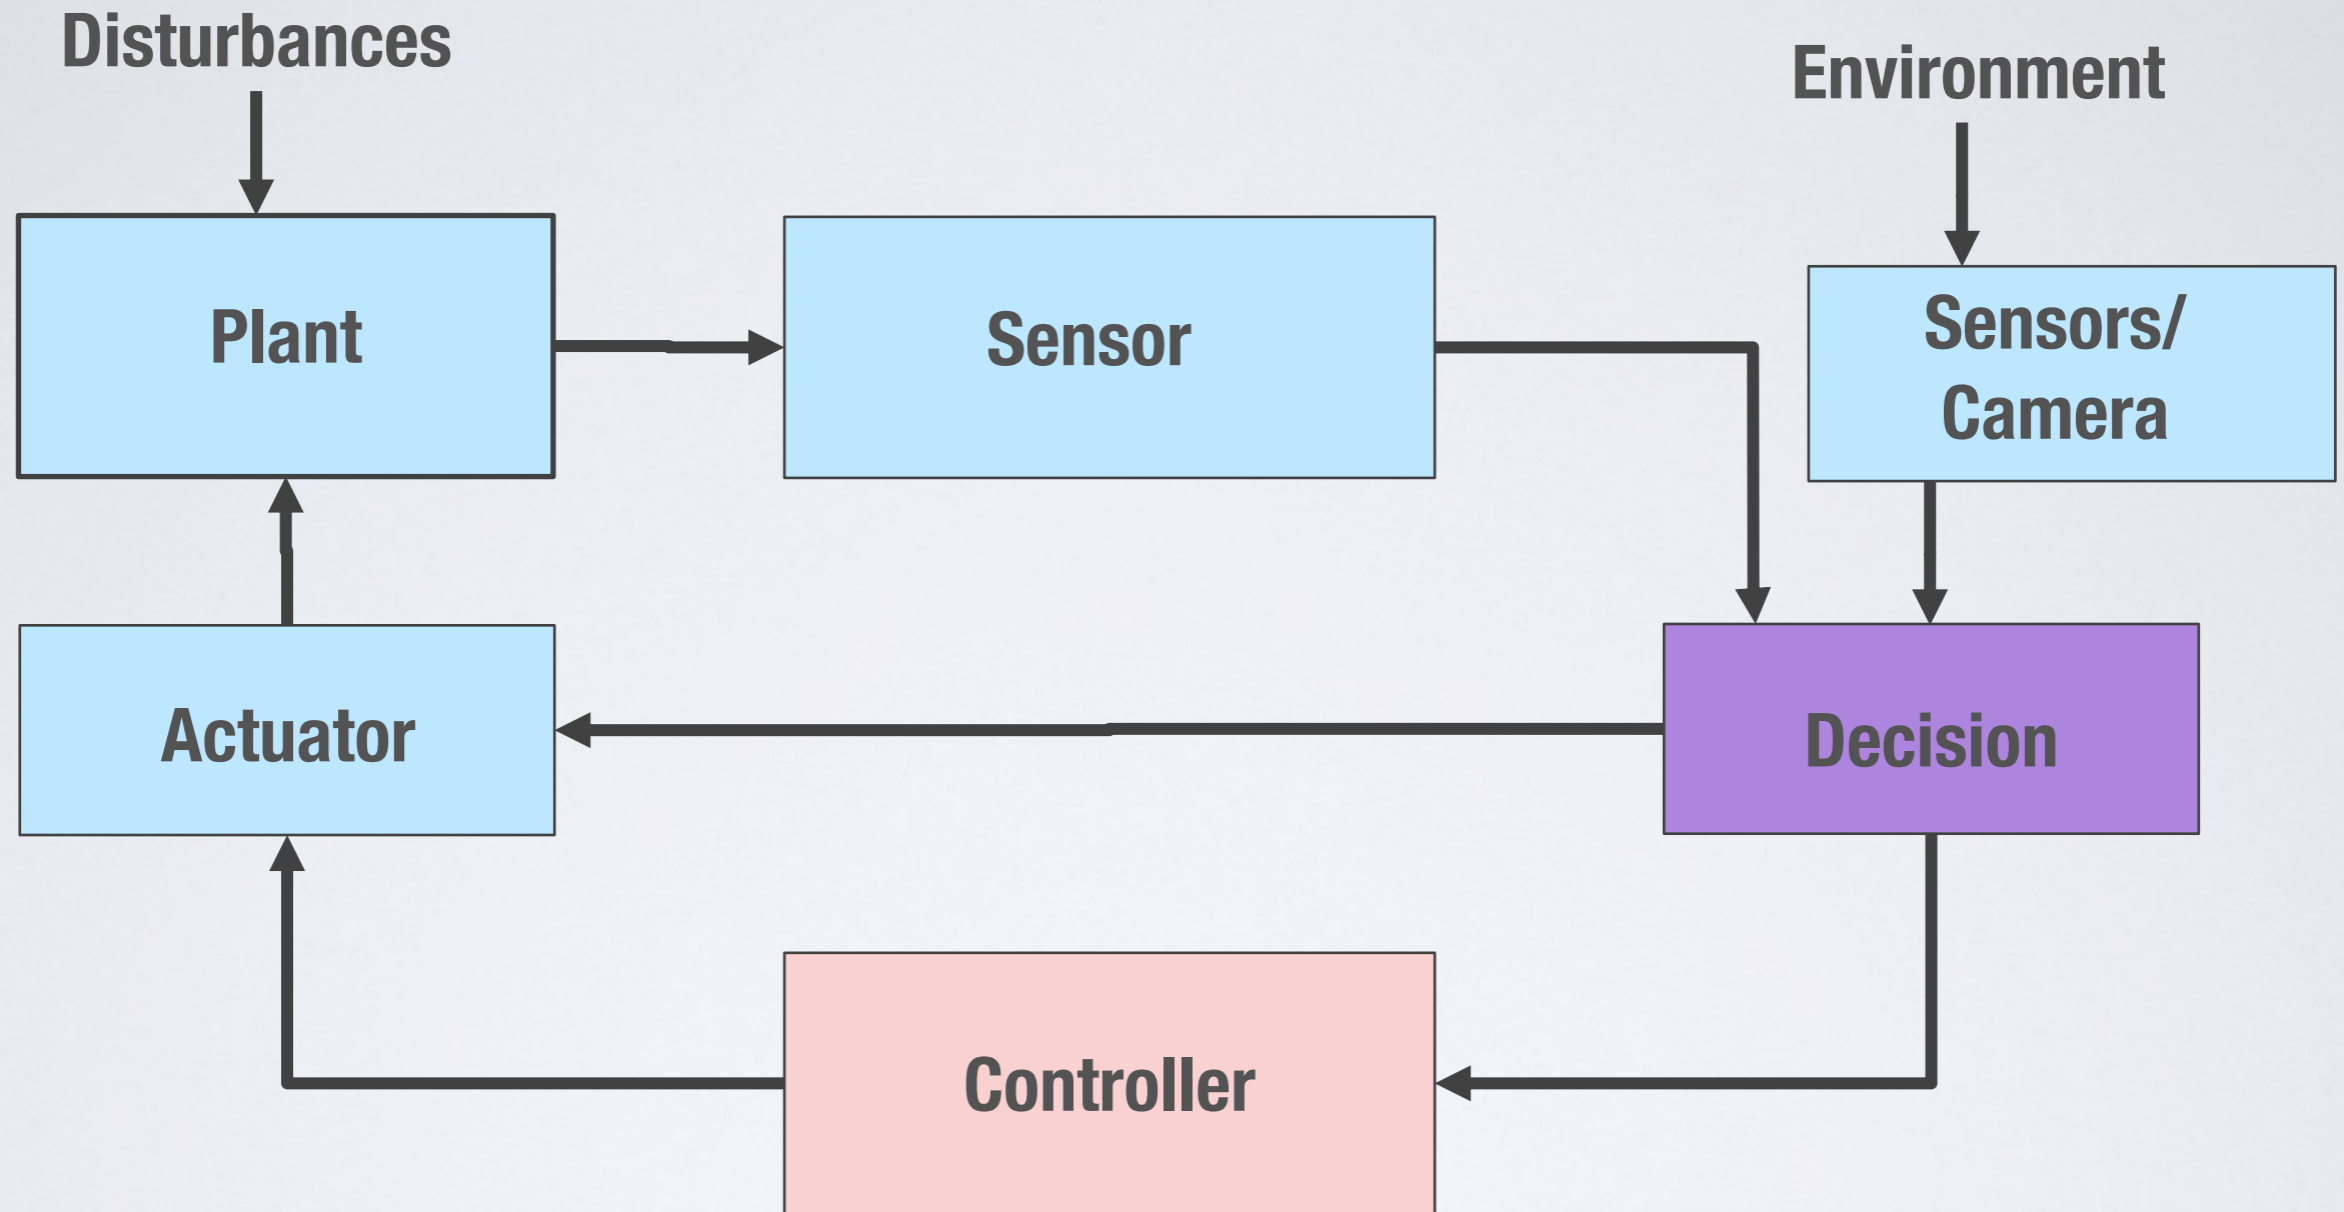 Disturbances
Environment
Plant
Sensor
Sensors/
Camera
Actuator
Decision
Controller